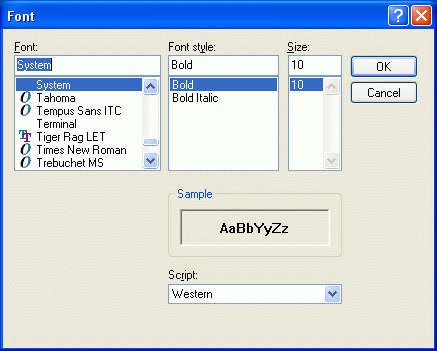 Font
Font: Font style: Size:
System Bold 10 OK
System Bold 10 Cancel
Tahoma Bold Italic
Tempus Sans ITC
Terminal
Tiger Rag LET
Times New Roman
Trebuchet MS
Sample
AaBbYyZz
Script:
Western